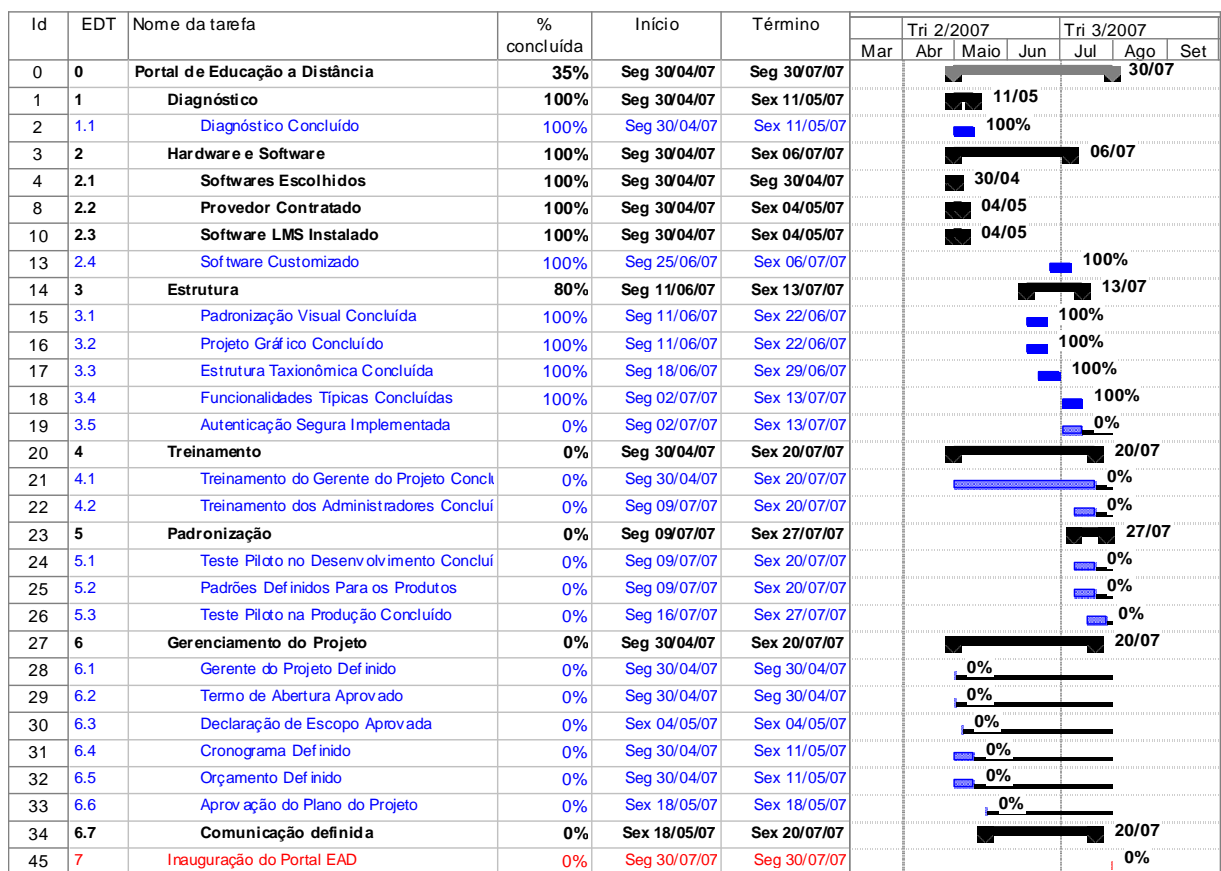 Id EDT Nome da tarefa % concluída Início Término Tri 2/2007 Tri 3/2007
Mar Abr Maio Jun Jul Ago Set
0 0 Portal de Educação a Distância 35% Seg 30/04/07 Seg 30/07/07 30/07
1 1 Diagnóstico 100% Seg 30/04/07 Sex 11/05/07 11/05
2 1.1 Diagnóstico Concluído 100% Seg 30/04/07 Sex 11/05/07 100%
3 2 Hardware e Software 100% Seg 30/04/07 Sex 06/07/07 06/07
4 2.1 Softwares Escolhidos 100% Seg 30/04/07 Seg 30/04/07 30/04
8 2.2 Provedor Contratado 100% Seg 30/04/07 Sex 04/05/07 04/05
10 2.3 Software LMS Instalado 100% Seg 30/04/07 Sex 04/05/07 04/05
13 2.4 Software Customizado 100% Seg 25/06/07 Sex 06/07/07 100%
14 3 Estrutura 80% Seg 11/06/07 Sex 13/07/07 13/07
15 3.1 Padronização Visual Concluída 100% Seg 11/06/07 Sex 22/06/07 100%
16 3.2 Projeto Gráfico Concluído 100% Seg 11/06/07 Sex 22/06/07 100%
17 3.3 Estrutura Taxionômica Concluída 100% Seg 18/06/07 Sex 29/06/07 100%
18 3.4 Funcionalidades Típicas Concluídas 100% Seg 02/07/07 Sex 13/07/07 100%
19 3.5 Autenticação Segura Implementada 0% Seg 02/07/07 Sex 13/07/07 0%
20 4 Treinamento 0% Seg 30/04/07 Sex 20/07/07 20/07
21 4.1 Treinamento do Gerente do Projeto Conclu 0% Seg 30/04/07 Sex 20/07/07 0%
22 4.2 Treinamento dos Administradores Concluí 0% Seg 09/07/07 Sex 20/07/07 0%
23 5 Padronização 0% Seg 09/07/07 Sex 27/07/07 27/07
24 5.1 Teste Piloto no Desenvolvimento Concluí 0% Seg 09/07/07 Sex 20/07/07 0%
25 5.2 Padrões Definidos Para os Produtos 0% Seg 09/07/07 Sex 20/07/07 0%
26 5.3 Teste Piloto na Produção Concluído 0% Seg 16/07/07 Sex 27/07/07 0%
27 6 Gerenciamento do Projeto 0% Seg 30/04/07 Sex 20/07/07 20/07
28 6.1 Gerente do Projeto Definido 0% Seg 30/04/07 Seg 30/04/07 0%
29 6.2 Termo de Abertura Aprovado 0% Seg 30/04/07 Seg 30/04/07 0%
30 6.3 Declaração de Escopo Aprovada 0% Sex 04/05/07 Sex 04/05/07 0%
31 6.4 Cronograma Definido 0% Seg 30/04/07 Sex 11/05/07 0%
32 6.5 Orçamento Definido 0% Seg 30/04/07 Sex 11/05/07 0%
33 6.6 Aprovação do Plano do Projeto 0% Sex 18/05/07 Sex 18/05/07 0%
34 6.7 Comunicação definida 0% Sex 18/05/07 Sex 20/07/07 20/07
45 7 Inauguração do Portal EAD 0% Seg 30/07/07 Seg 30/07/07 0%